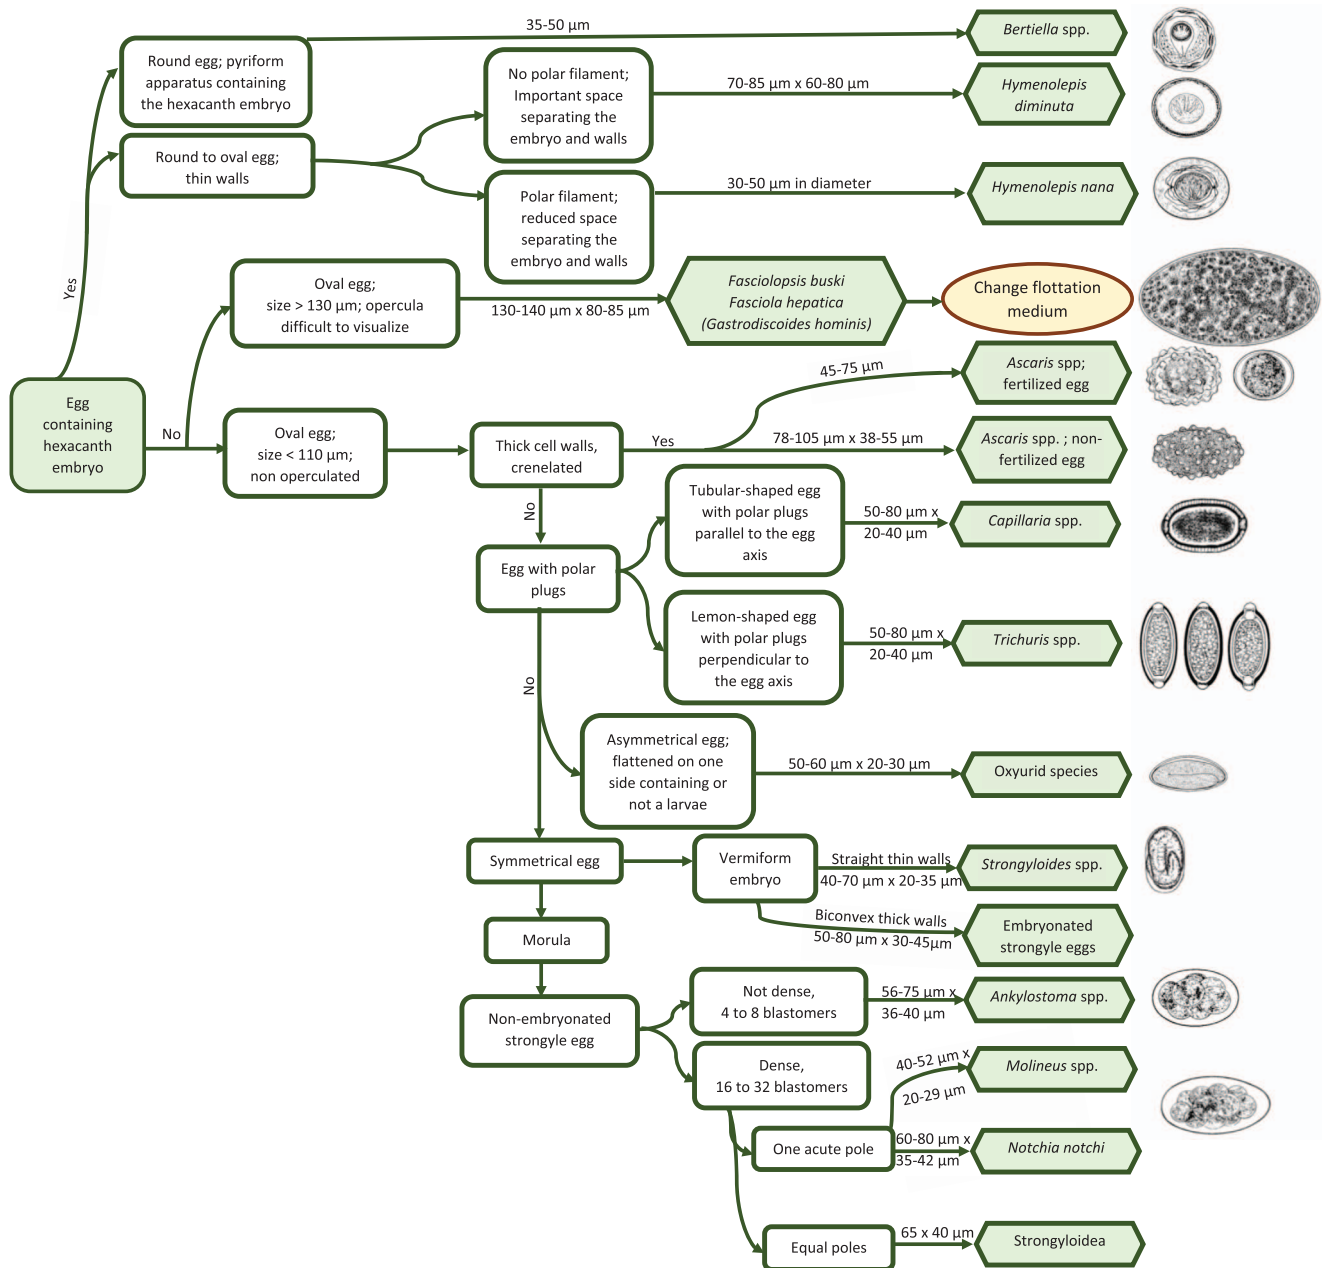 35-50 µm
Bertiella spp.
Round egg; pyriform
apparatus containing
the hexacanth embryo
No polar filament;
Important space
separating the
embryo and walls
70-85 µm x 60-80 µm
Hymenolepis
diminuta
Round to oval egg;
thin walls
Polar filament;
reduced space
separating the
embryo and walls
30-50 µm in diameter
Hymenolepis nana
Yes
Oval egg;
size > 130 µm; opercula
difficult to visualize
130-140 µm x 80-85 µm
Fasciolopsis buski
Fasciola hepatica
(Gastrodiscoides hominis)
Change flottation
medium
Egg
containing
hexacanth
embryo
No
Oval egg;
size < 110 µm;
non operculated
Thick cell walls,
crenelated
Yes
45-75 µm
Ascaris spp;
fertilized egg
78-105 µm x 38-55 µm
Ascaris spp. ; non-
fertilized egg
No
Egg with polar
plugs
Tubular-shaped egg
with polar plugs
parallel to the egg
axis
50-80 µm x
20-40 µm
Capillaria spp.
Lemon-shaped egg
with polar plugs
perpendicular to
the egg axis
50-80 µm x
20-40 µm
Trichuris spp.
No
Asymmetrical egg;
flattened on one
side containing or
not a larvae
50-60 µm x 20-30 µm
Oxyurid species
Symmetrical egg
Vermiform
embryo
Straight thin walls
40-70 µm x 20-35 µm
Strongyloides spp.
Biconvex thick walls
50-80 µm x 30-45µm
Embryonated
strongyle eggs
Morula
Non-embryonated
strongyle egg
Not dense,
4 to 8 blastomers
56-75 µm x
36-40 µm
Ankylostoma spp.
Dense,
16 to 32 blastomers
40-52 µm x
20-29 µm
Molineus spp.
One acute pole
60-80 µm x
35-42 µm
Notchia notchi
Equal poles
65 x 40 µm
Strongyloidea